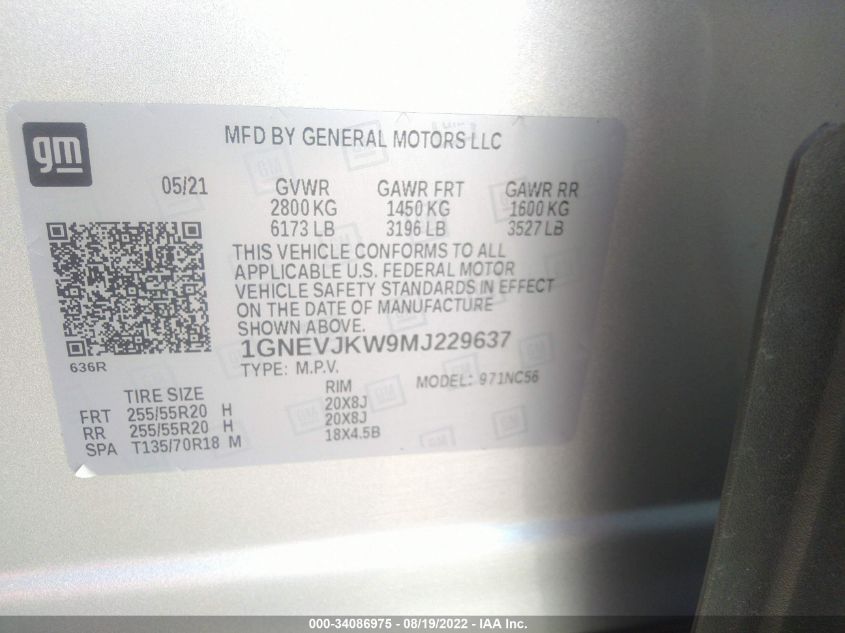 gm
MFD BY GENERAL MOTORS LLC
05/21 GVWR GAWR FRT GAWR RR
2800 KG 1450 KG 1600 KG
6173 LB 3196 LB 3527 LB
THIS VEHICLE CONFORMS TO ALL
APPLICABLE U.S. FEDERAL MOTOR
VEHICLE SAFETY STANDARDS IN EFFECT
ON THE DATE OF MANUFACTURE
SHOWN ABOVE.
1GNEVJKW9MJ229637
636R
TYPE: M.P.V. MODEL: 971NC56
TIRE SIZE RIM
FRT 255/55R20 H 20X8J
RR 255/55R20 H 20X8J
SPA T135/70R18 M 18X4.5B
000-34086975 - 08/19/2022 - IAA Inc.